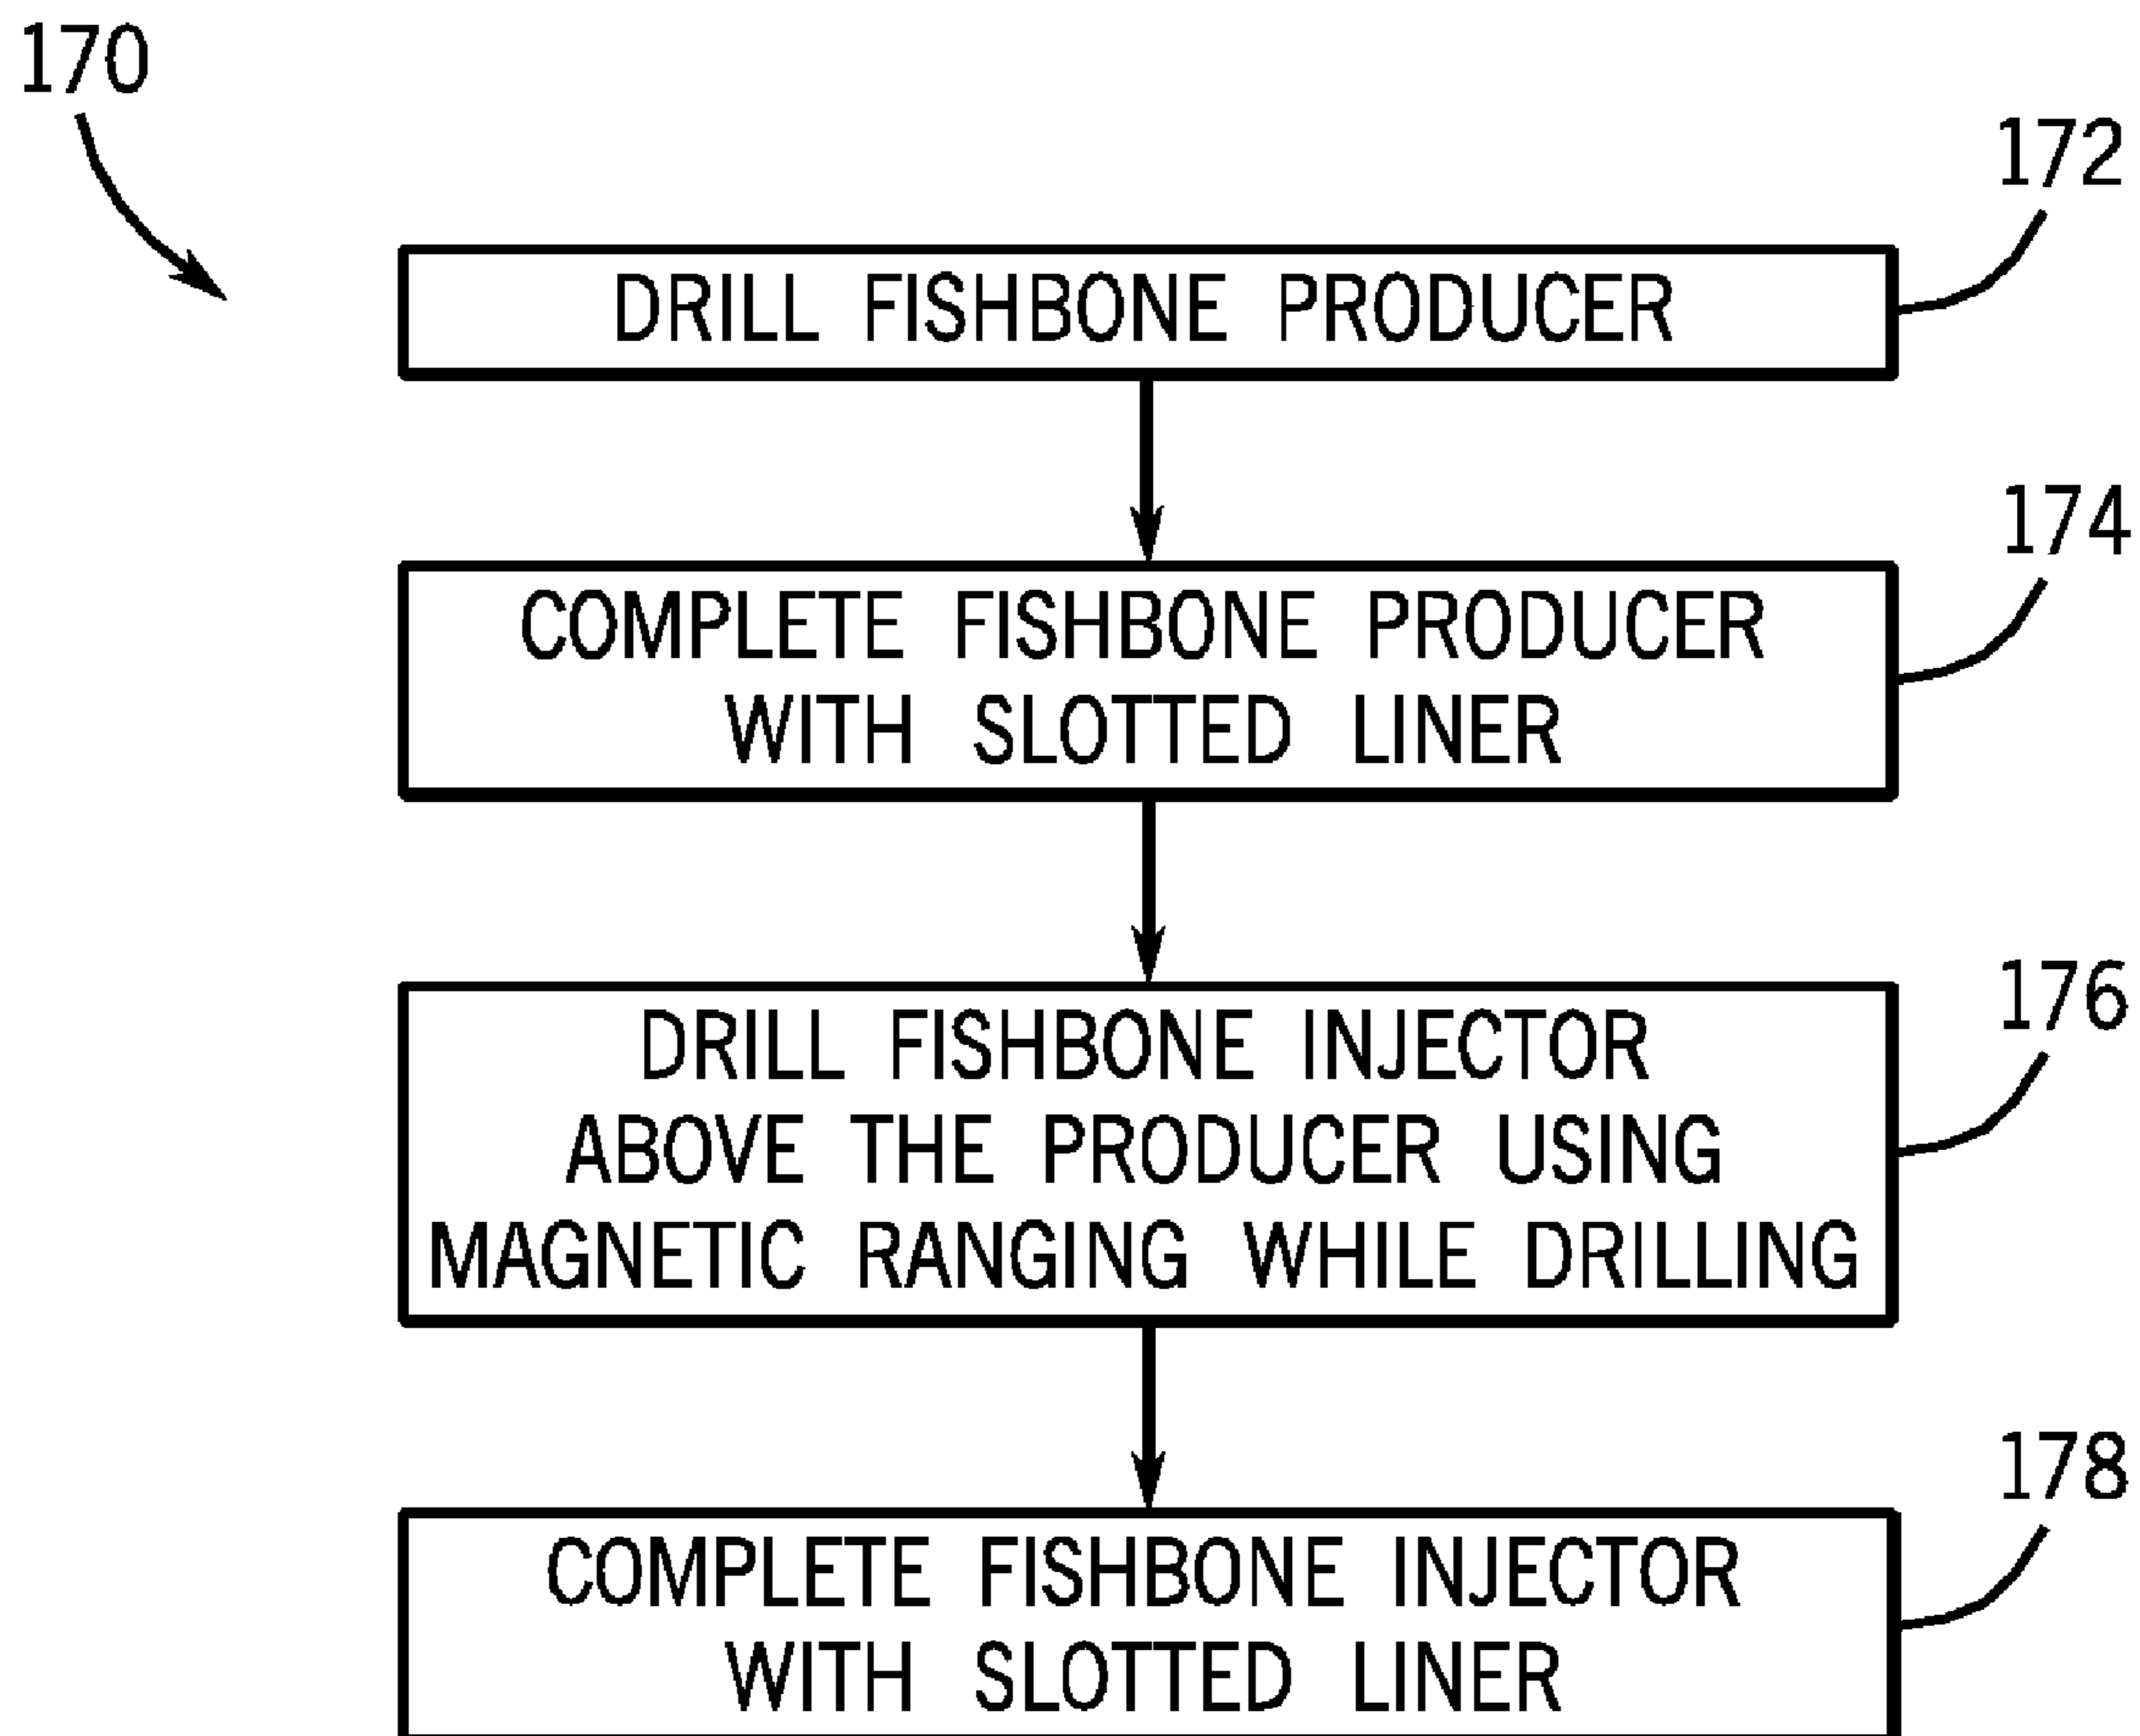 170
172
DRILL FISHBONE PRODUCER
174
COMPLETE FISHBONE PRODUCER
WITH SLOTTED LINER
176
DRILL FISHBONE INJECTOR
ABOVE THE PRODUCER USING
MAGNETIC RANGING WHILE DRILLING
178
COMPLETE FISHBONE INJECTOR
WITH SLOTTED LINER